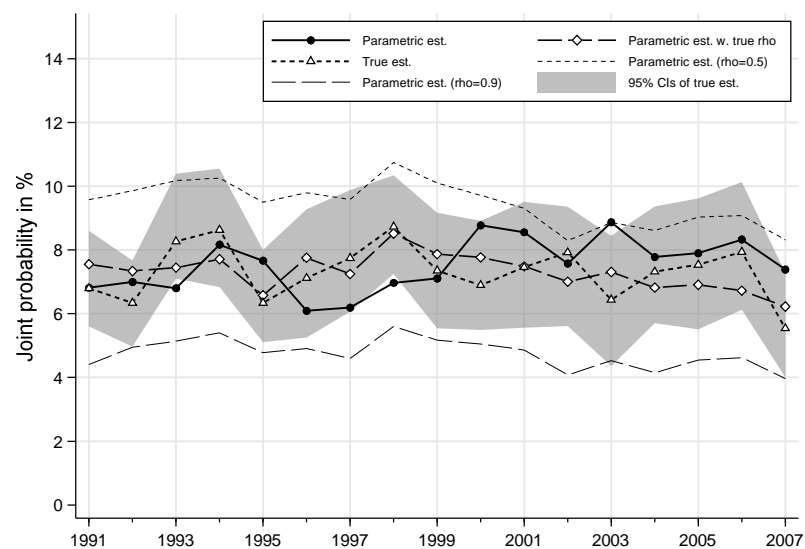 Parametric est.
Parametric est. w. true rho
True est.
Parametric est. (rho=0.5)
Parametric est. (rho=0.9)
95% CIs of true est.
Joint probability in %
14
12
10
8
6
4
2
0
1991 1993 1995 1997 1999 2001 2003 2005 2007